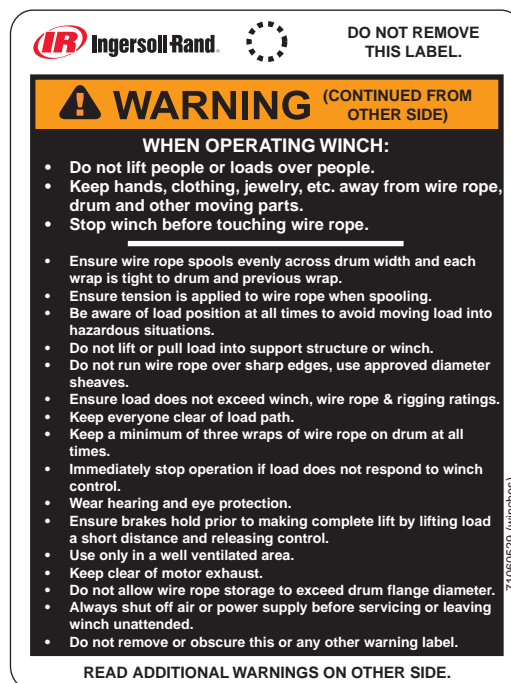 IR Ingersoll-Rand®
DO NOT REMOVE
THIS LABEL.
WARNING
(CONTINUED FROM
OTHER SIDE)
WHEN OPERATING WINCH:
• Do not lift people or loads over people.
• Keep hands, clothing, jewelry, etc. away from wire rope,
drum and other moving parts.
• Stop winch before touching wire rope.
• Ensure wire rope spools evenly across drum width and each
wrap is tight to drum and previous wrap.
• Ensure tension is applied to wire rope when spooling.
• Be aware of load position at all times to avoid moving load into
hazardous situations.
• Do not lift or pull load into support structure or winch.
• Do not run wire rope over sharp edges, use approved diameter
sheaves.
• Ensure load does not exceed winch, wire rope & rigging ratings.
• Keep everyone clear of load path.
• Keep a minimum of three wraps of wire rope on drum at all
times.
• Immediately stop operation if load does not respond to winch
control.
• Wear hearing and eye protection.
• Ensure brakes hold prior to making complete lift by lifting load
a short distance and releasing control.
• Use only in a well ventilated area.
• Keep clear of motor exhaust.
• Do not allow wire rope storage to exceed drum flange diameter.
• Always shut off air or power supply before servicing or leaving
winch unattended.
• Do not remove or obscure this or any other warning label.
71060529 (winches)
READ ADDITIONAL WARNINGS ON OTHER SIDE.